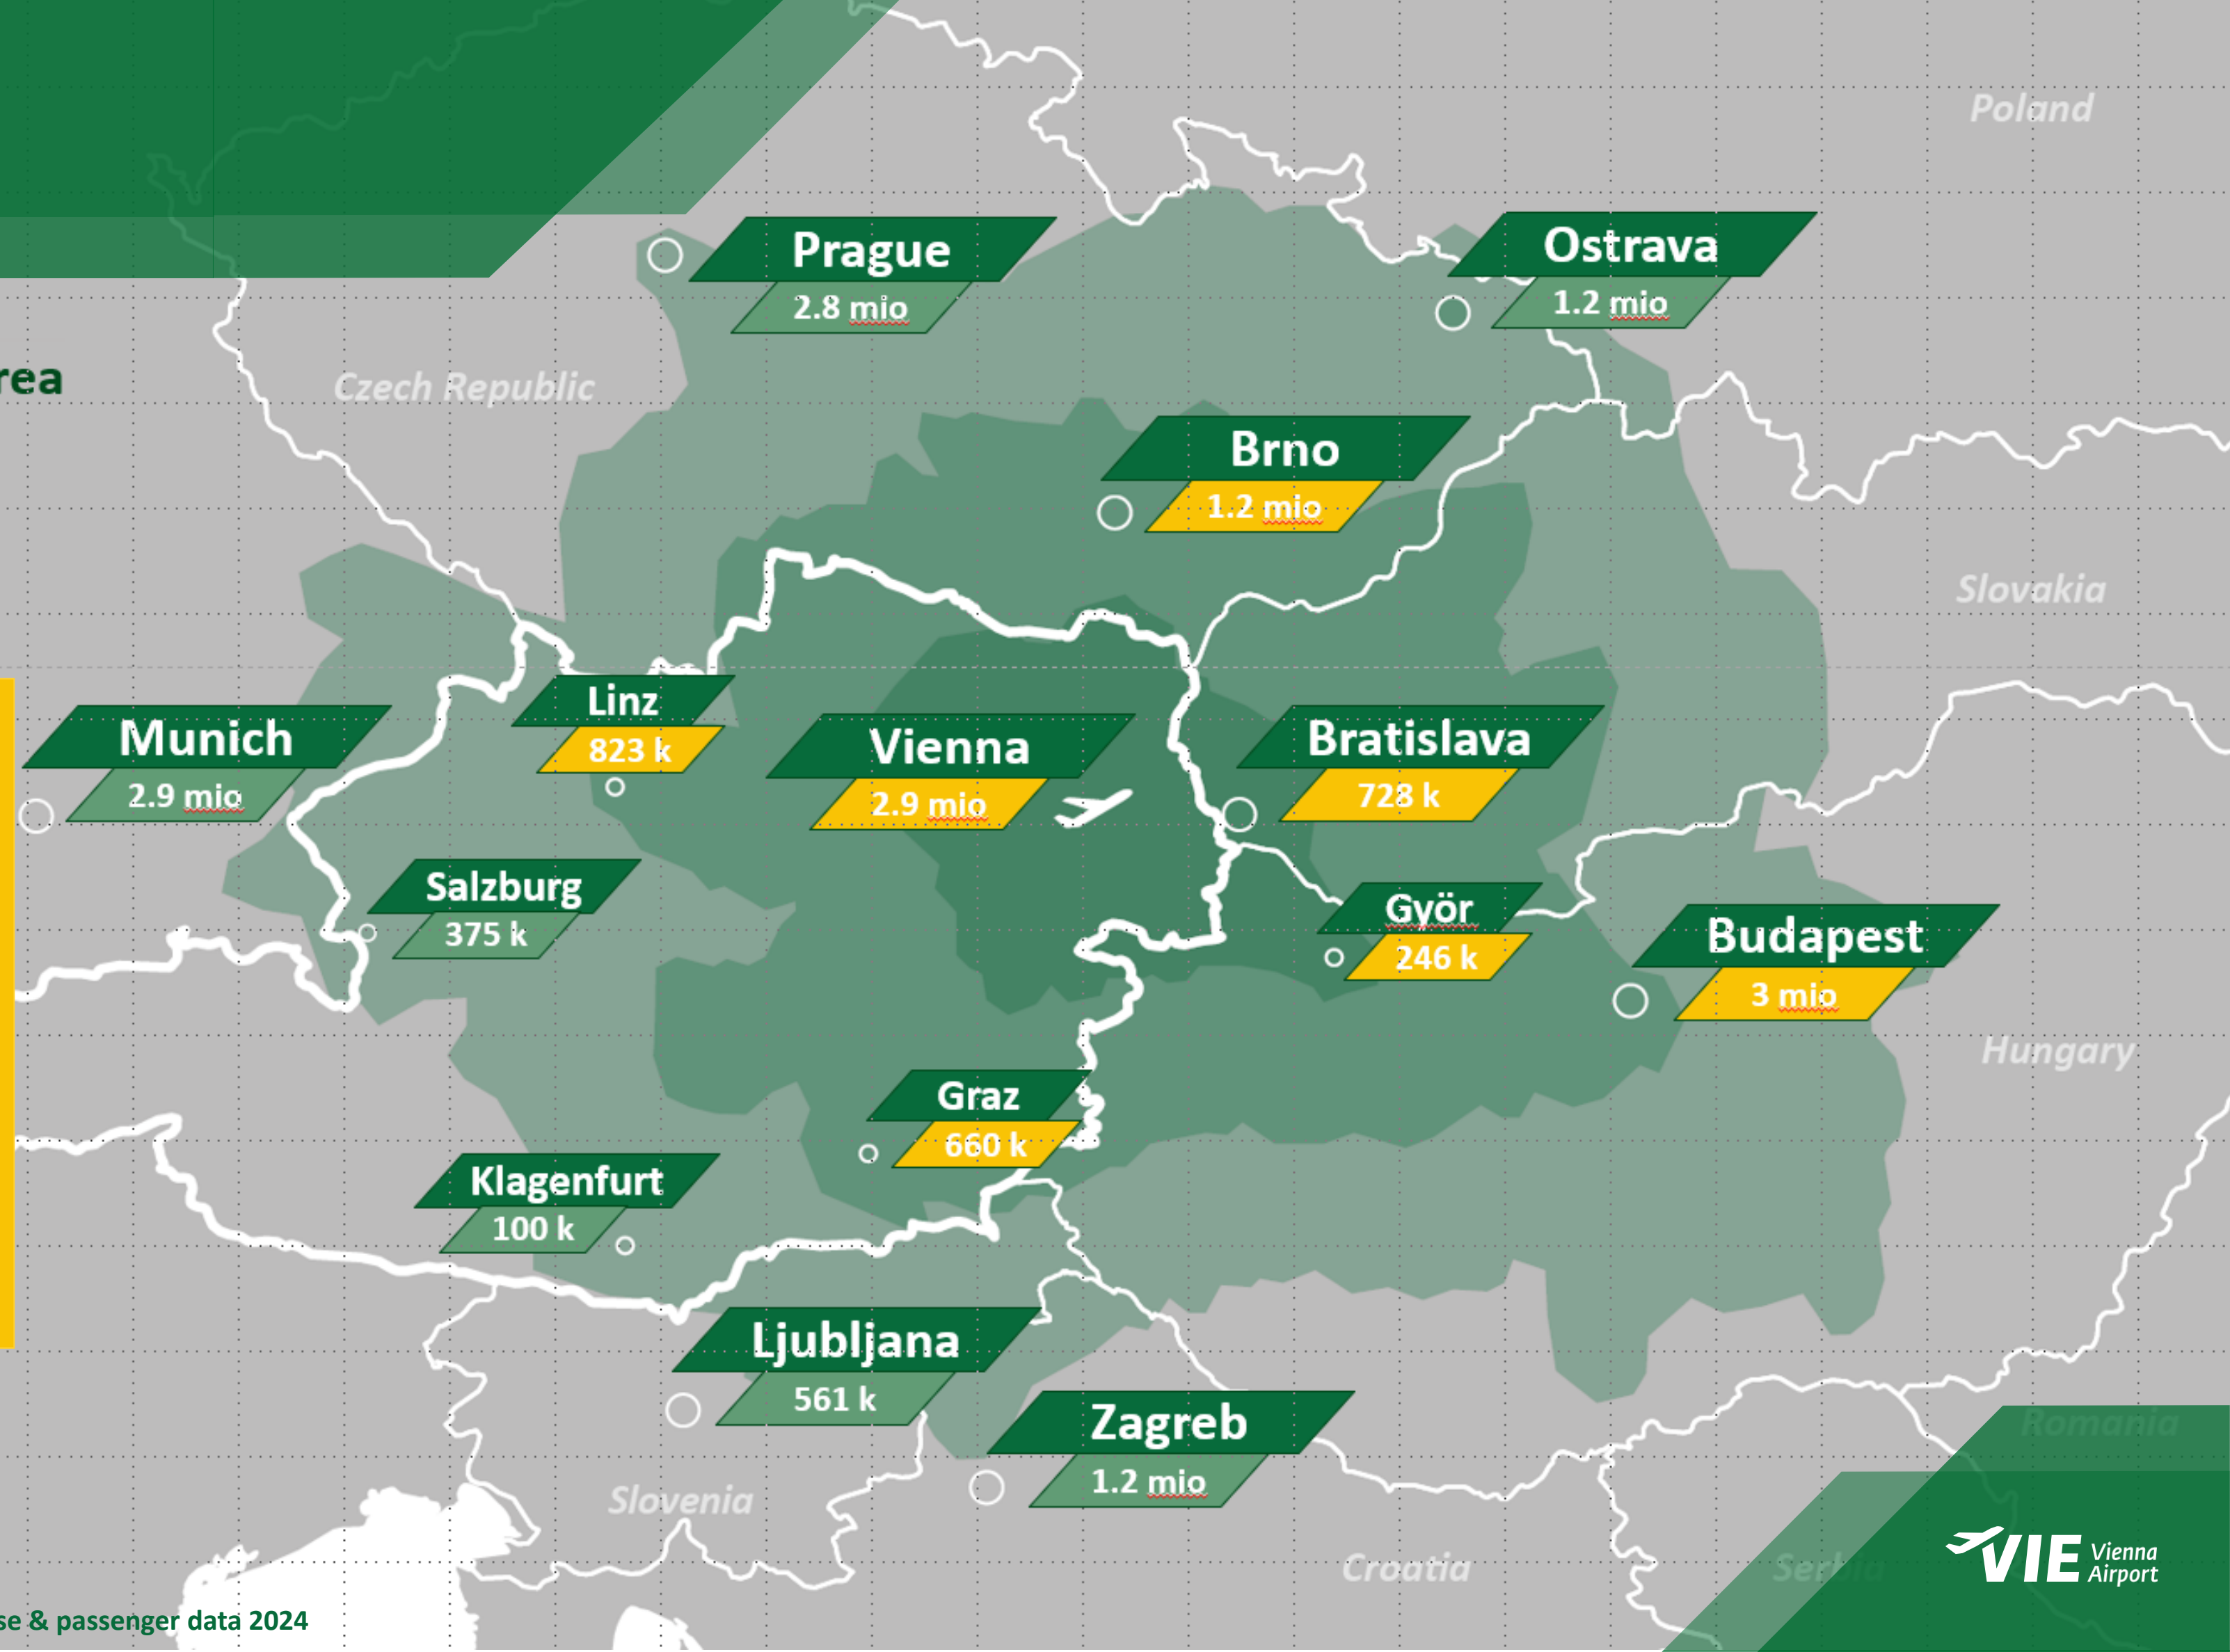 Poland
Prague
2.8 mio
Ostrava
1.2 mio
rea
Czech Republic
Brno
1.2 mio
Slovakia
Linz
823 k
Munich
2.9 mio
Vienna
2.9 mio
Bratislava
728 k
Salzburg
375 k
Györ
246 k
Budapest
3 mio
Hungary
Graz
660 k
Klagenfurt
100 k
Ljubljana
561 k
Zagreb
1.2 mio
Romania
Slovenia
Croatia
Serbia
VIE Vienna
Airport
se & passenger data 2024